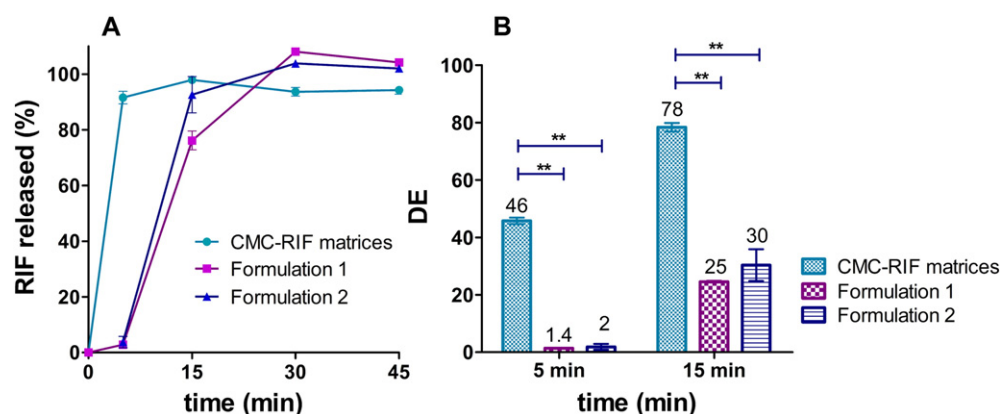 A
RIF released (%)
100
80
60
40
20
0
0 15 30 45
time (min)
CMC-RIF matrices
Formulation 1
Formulation 2
B
DE
100
80
60
40
20
0
**
**
**
**
46
1.4
2
78
25
30
5 min 15 min
time (min)
CMC-RIF matrices
Formulation 1
Formulation 2